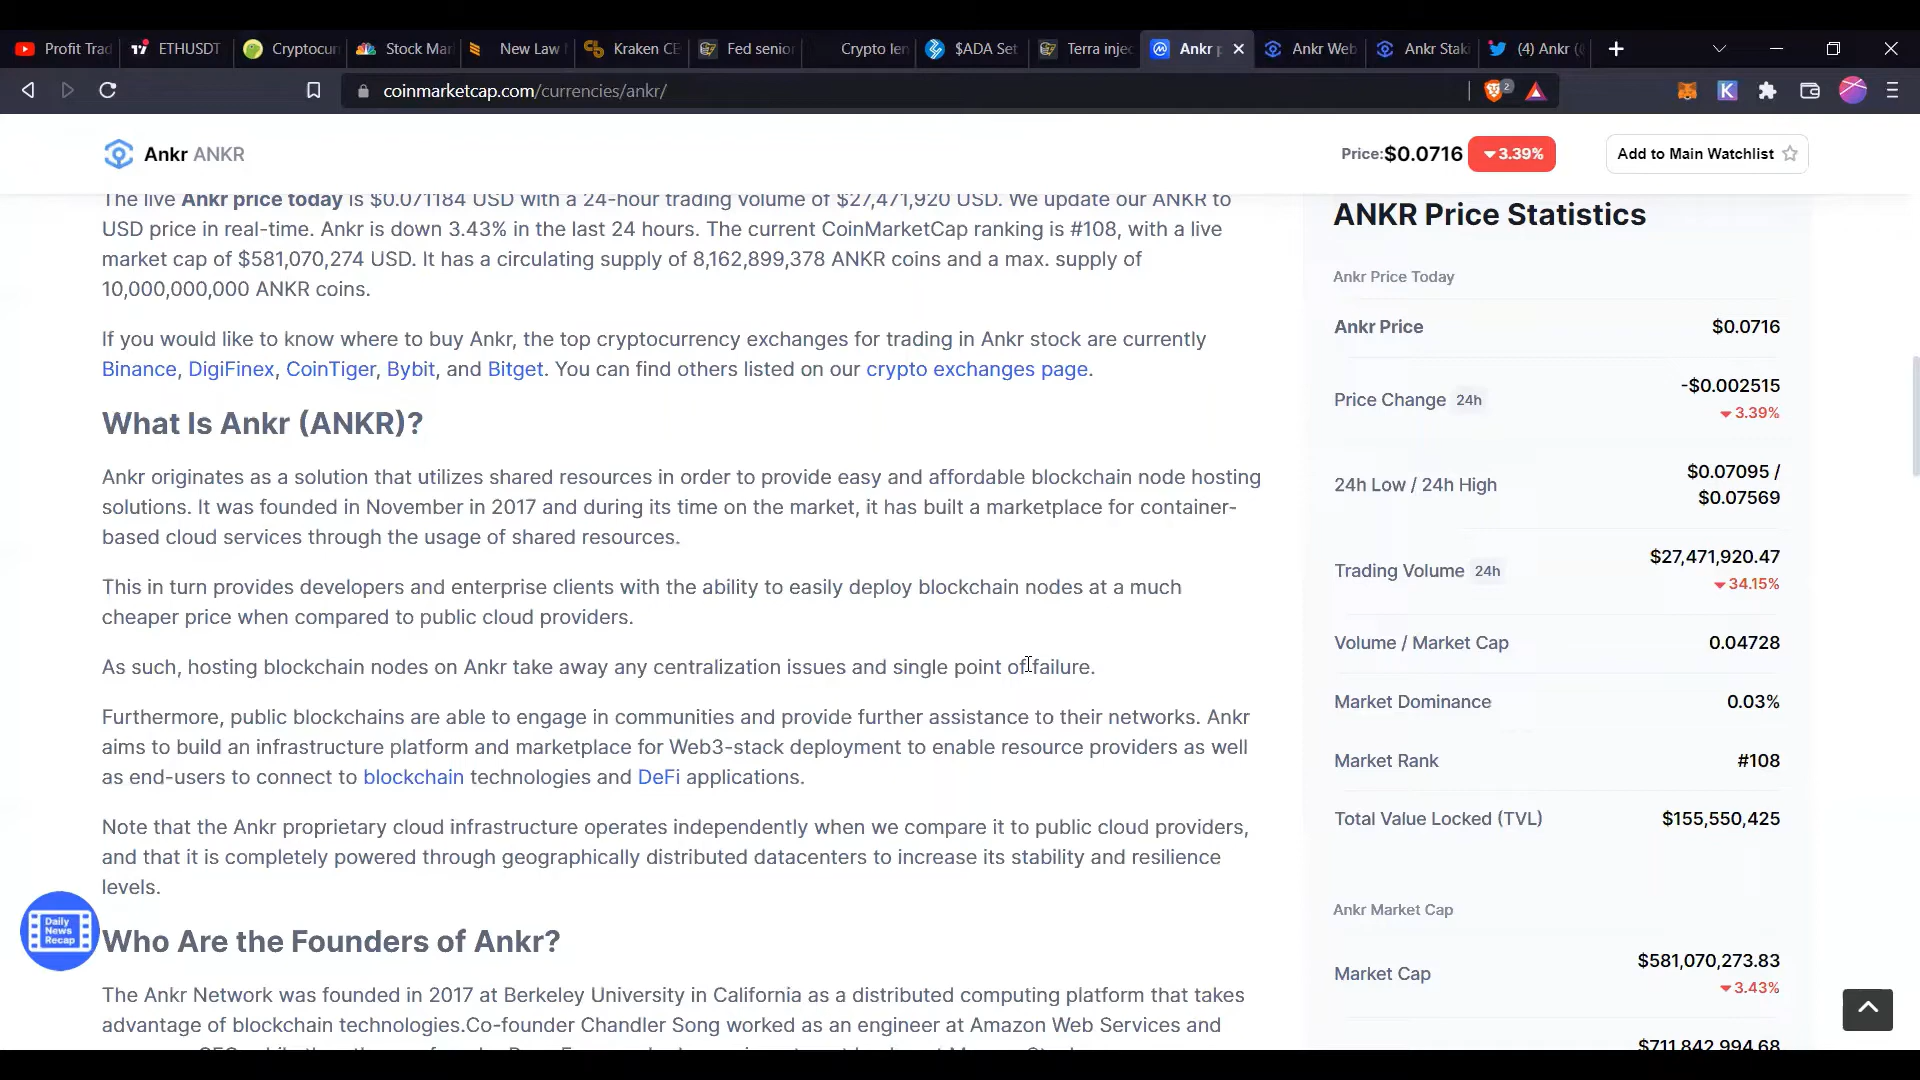 Profit Trad
ETHUSDT
Cryptocur
Stock Mar
New Law
Kraken CE
Fed senio
Crypto len
$ADA Set
Terra injec
Ankr p
Ankr Web
Ankr Staki
(4) Ankr (@
coinmarketcap.com/currencies/ankr/
2
K
Ankr ANKR
Price:$0.0716
3.39%
Add to Main Watchlist
The live Ankr price today is $0.071184 USD with a 24-hour trading volume of $27,471,920 USD. We update our ANKR to
USD price in real-time. Ankr is down 3.43% in the last 24 hours. The current CoinMarketCap ranking is #108, with a live
market cap of $581,070,274 USD. It has a circulating supply of 8,162,899,378 ANKR coins and a max. supply of
10,000,000,000 ANKR coins.
If you would like to know where to buy Ankr, the top cryptocurrency exchanges for trading in Ankr stock are currently
Binance, DigiFinex, CoinTiger, Bybit, and Bitget. You can find others listed on our crypto exchanges page.
What Is Ankr (ANKR)?
Ankr originates as a solution that utilizes shared resources in order to provide easy and affordable blockchain node hosting
solutions. It was founded in November in 2017 and during its time on the market, it has built a marketplace for container-
based cloud services through the usage of shared resources.
This in turn provides developers and enterprise clients with the ability to easily deploy blockchain nodes at a much
cheaper price when compared to public cloud providers.
As such, hosting blockchain nodes on Ankr take away any centralization issues and single point of failure.
Furthermore, public blockchains are able to engage in communities and provide further assistance to their networks. Ankr
aims to build an infrastructure platform and marketplace for Web3-stack deployment to enable resource providers as well
as end-users to connect to blockchain technologies and DeFi applications.
Note that the Ankr proprietary cloud infrastructure operates independently when we compare it to public cloud providers,
and that it is completely powered through geographically distributed datacenters to increase its stability and resilience
levels.
Daily
News
Recap
Who Are the Founders of Ankr?
The Ankr Network was founded in 2017 at Berkeley University in California as a distributed computing platform that takes
advantage of blockchain technologies.Co-founder Chandler Song worked as an engineer at Amazon Web Services and
ANKR Price Statistics
Ankr Price Today
Ankr Price
$0.0716
Price Change 24h
-$0.002515
3.39%
24h Low / 24h High
$0.07095 /
$0.07569
Trading Volume 24h
$27,471,920.47
34.15%
Volume / Market Cap
0.04728
Market Dominance
0.03%
Market Rank
#108
Total Value Locked (TVL)
$155,550,425
Ankr Market Cap
Market Cap
$581,070,273.83
3.43%
$711,842,994.68